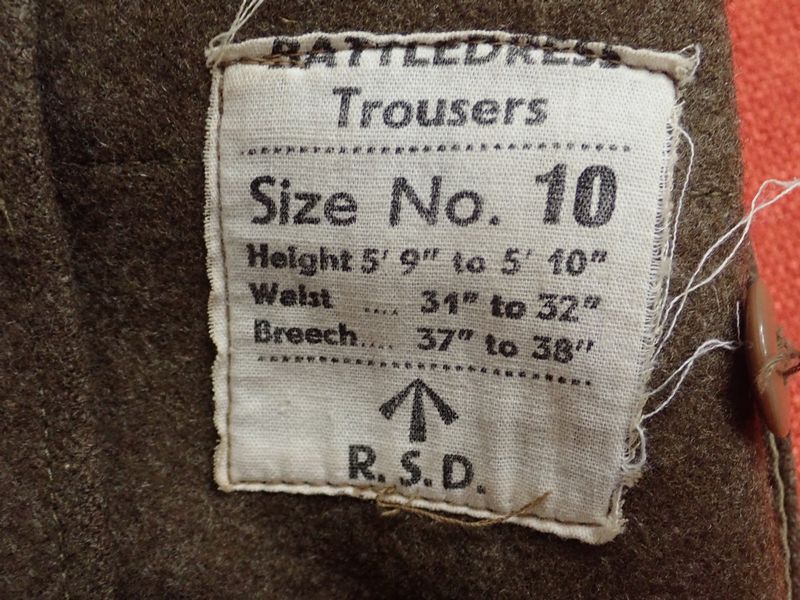 BATTLEDRESS
Trousers
Size No. 10
Height 5' 9" to 5' 10"
Waist .... 31" to 32"
Breech.... 37" to 38"
R. S. D.